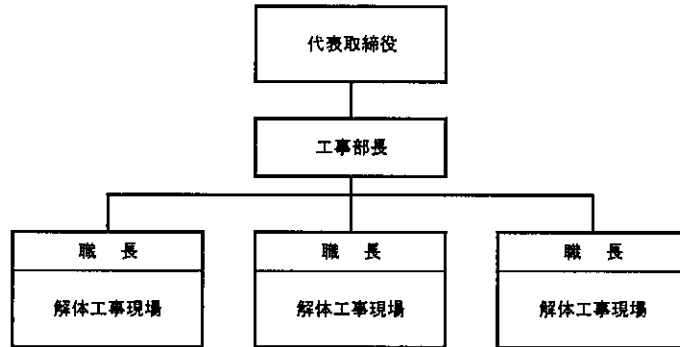 代表取締役
工事部長
職 長
職 長
職 長
解体工事現場
解体工事現場
解体工事現場